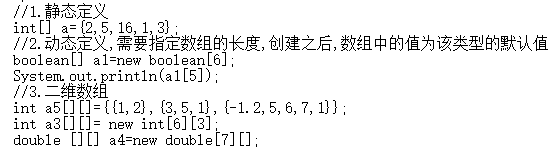 //1.静态定义
int[] a={2,5,16,1,3};
//2.动态定义,需要指定数组的长度,创建之后,数组中的值为该类型的默认值
boolean[] a1=new boolean[6];
System.out.println(a1[5]);
//3.二维数组
int a5[][]={{1,2},{3,5,1},{-1.2,5,6,7,1}};
int a3[][]= new int[6][3];
double [][] a4=new double[7][];